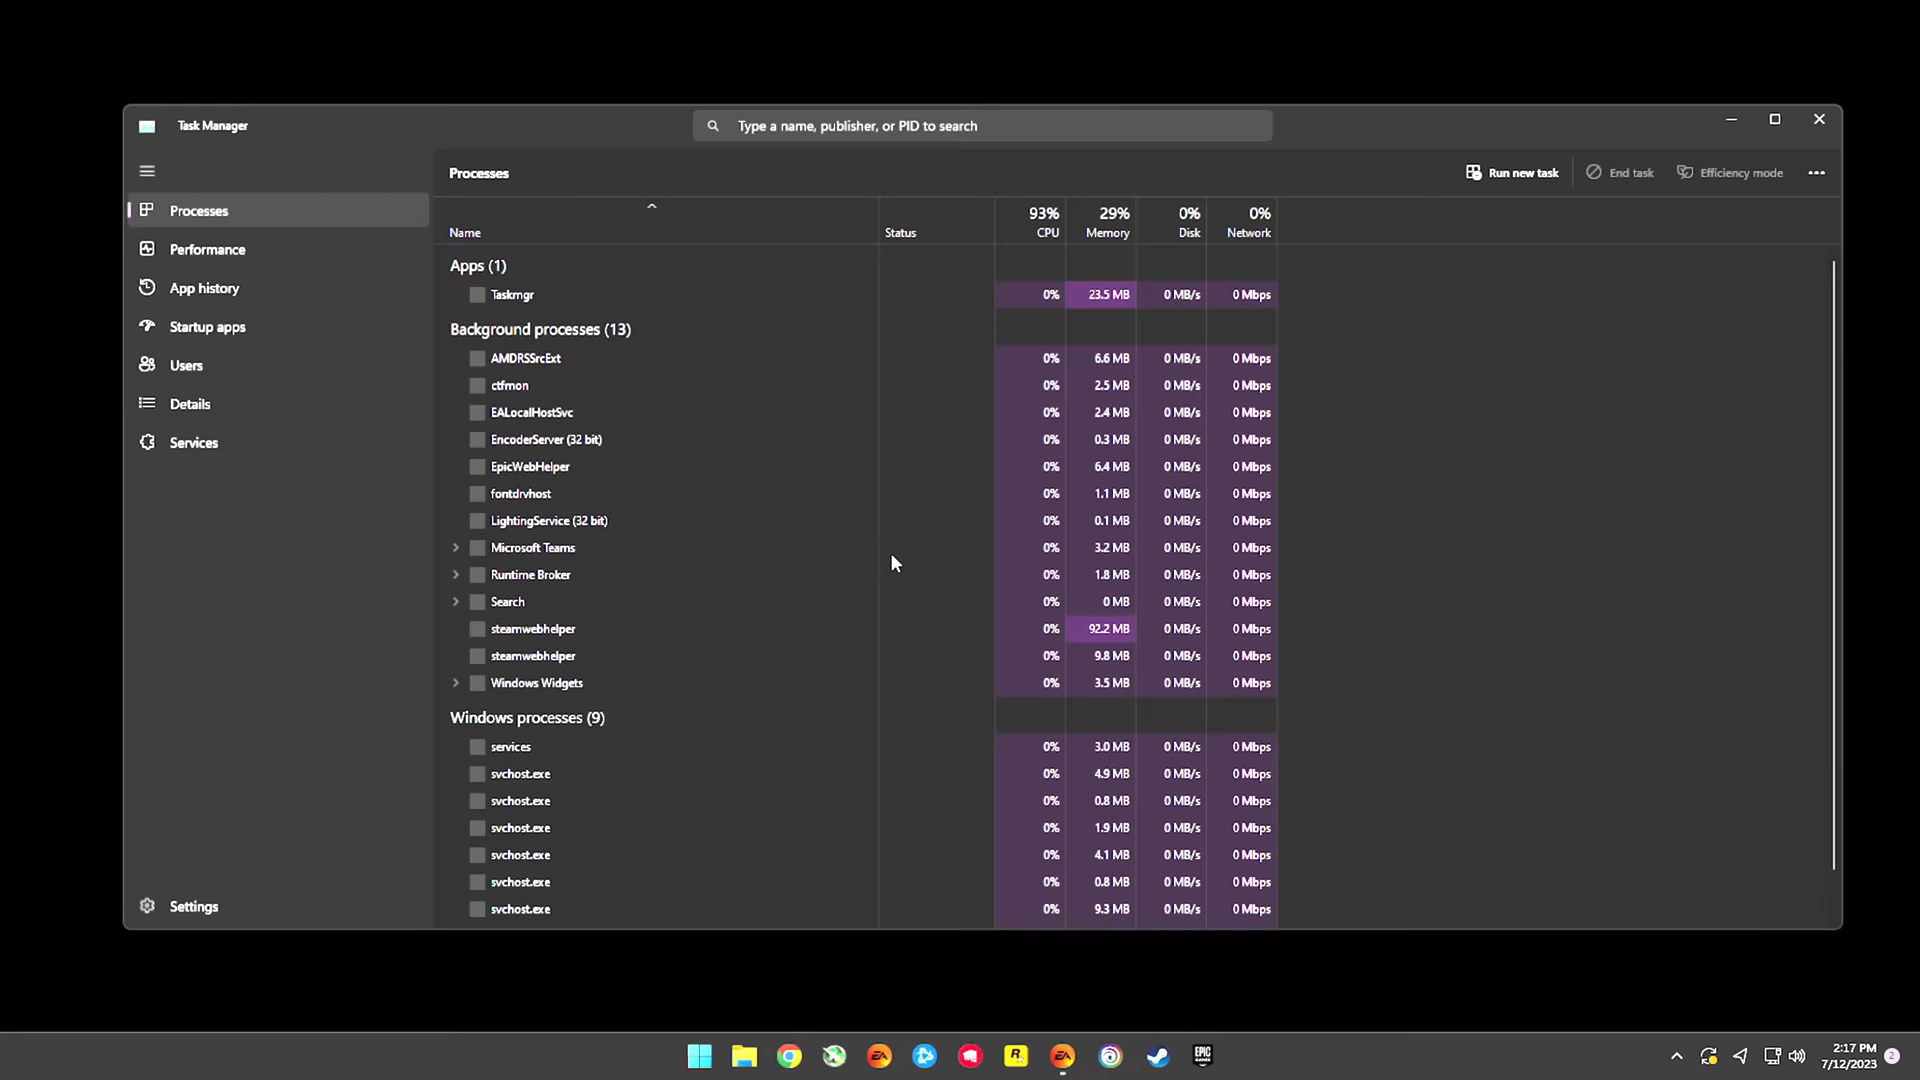 Task Manager
Type a name, publisher, or PID to search
Processes
Run new task
End task
Efficiency mode
Processes
Performance
App history
Startup apps
Users
Details
Services
Settings
93% 29% 0% 0%
Name Status CPU Memory Disk Network
Apps (1)
Taskmgr 0% 23.5 MB 0 MB/s 0 Mbps
Background processes (13)
AMDRSSrcExt 0% 6.6 MB 0 MB/s 0 Mbps
ctfmon 0% 2.5 MB 0 MB/s 0 Mbps
EALocalHostSvc 0% 2.4 MB 0 MB/s 0 Mbps
EncoderServer (32 bit) 0% 0.3 MB 0 MB/s 0 Mbps
EpicWebHelper 0% 6.4 MB 0 MB/s 0 Mbps
fontdrvhost 0% 1.1 MB 0 MB/s 0 Mbps
LightingService (32 bit) 0% 0.1 MB 0 MB/s 0 Mbps
Microsoft Teams 0% 3.2 MB 0 MB/s 0 Mbps
Runtime Broker 0% 1.8 MB 0 MB/s 0 Mbps
Search 0% 0 MB 0 MB/s 0 Mbps
steamwebhelper 0% 92.2 MB 0 MB/s 0 Mbps
steamwebhelper 0% 9.8 MB 0 MB/s 0 Mbps
Windows Widgets 0% 3.5 MB 0 MB/s 0 Mbps
Windows processes (9)
services 0% 3.0 MB 0 MB/s 0 Mbps
svchost.exe 0% 4.9 MB 0 MB/s 0 Mbps
svchost.exe 0% 0.8 MB 0 MB/s 0 Mbps
svchost.exe 0% 1.9 MB 0 MB/s 0 Mbps
svchost.exe 0% 4.1 MB 0 MB/s 0 Mbps
svchost.exe 0% 0.8 MB 0 MB/s 0 Mbps
svchost.exe 0% 9.3 MB 0 MB/s 0 Mbps
EA
R
EA
EPIC
GAMES
2:17 PM
7/12/2023
2